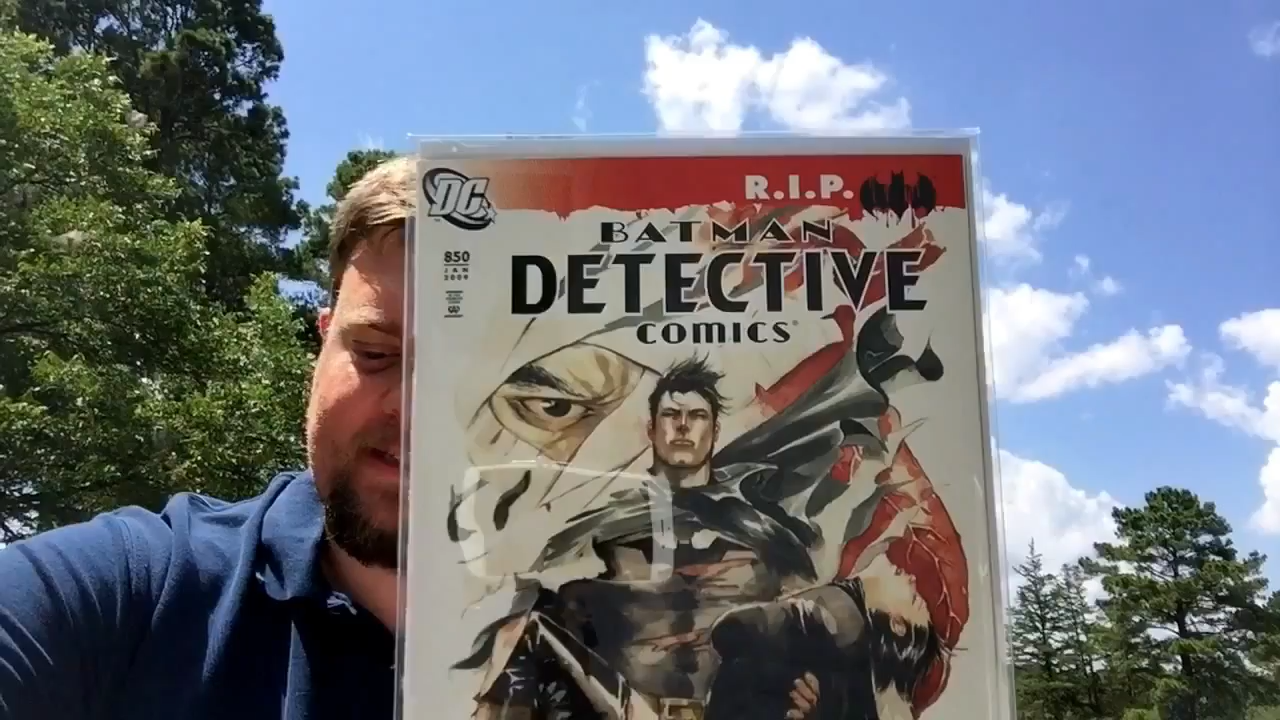 R.I.P.
DC
BATMAN
DETECTIVE
COMICS
850
JAN
2009